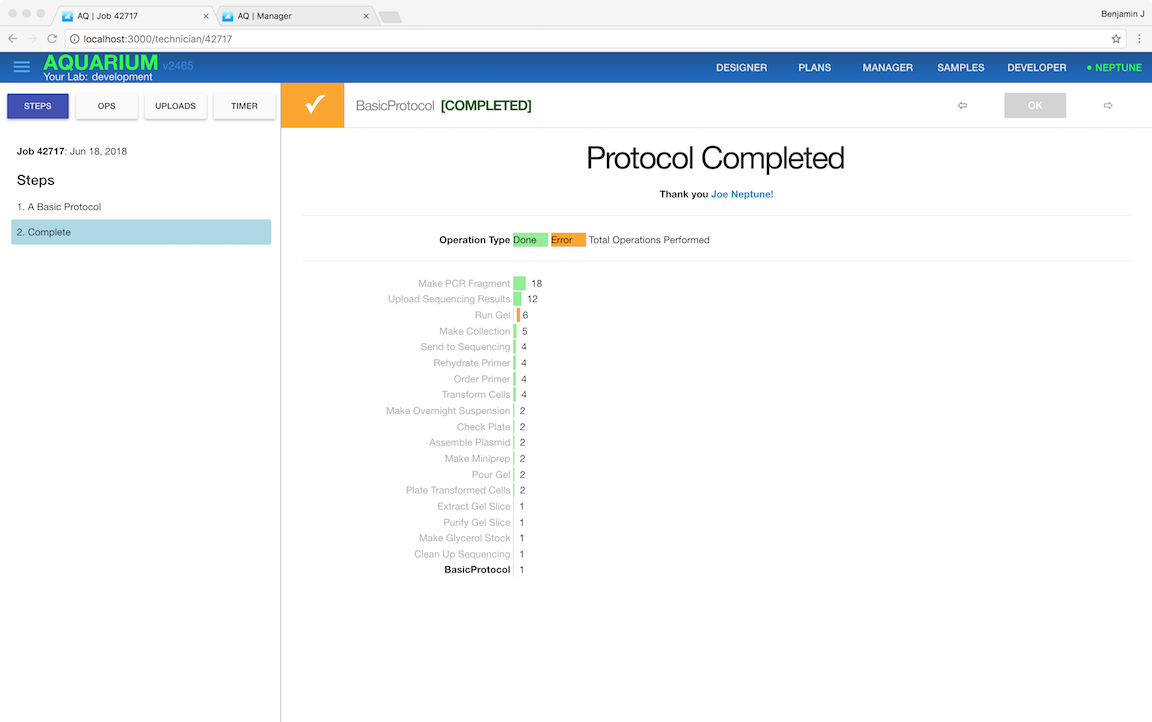 AQ | Job 42717 × AQ | Manager × Benjamin J
localhost:3000/technician/42717
AQUARIUM v2465
Your Lab: development
DESIGNER PLANS MANAGER SAMPLES DEVELOPER NEPTUNE
STEPS OPS UPLOADS TIMER
BasicProtocol [COMPLETED] OK
Job 42717: Jun 18, 2018
Steps
1. A Basic Protocol
2. Complete
Protocol Completed
Thank you Joe Neptune!
Operation Type Done Error Total Operations Performed
Make PCR Fragment 18
Upload Sequencing Results 12
Run Gel 6
Make Collection 5
Send to Sequencing 4
Rehydrate Primer 4
Order Primer 4
Transform Cells 4
Make Overnight Suspension 2
Check Plate 2
Assemble Plasmid 2
Make Miniprep 2
Pour Gel 2
Plate Transformed Cells 2
Extract Gel Slice 1
Purify Gel Slice 1
Make Glycerol Stock 1
Clean Up Sequencing 1
BasicProtocol 1